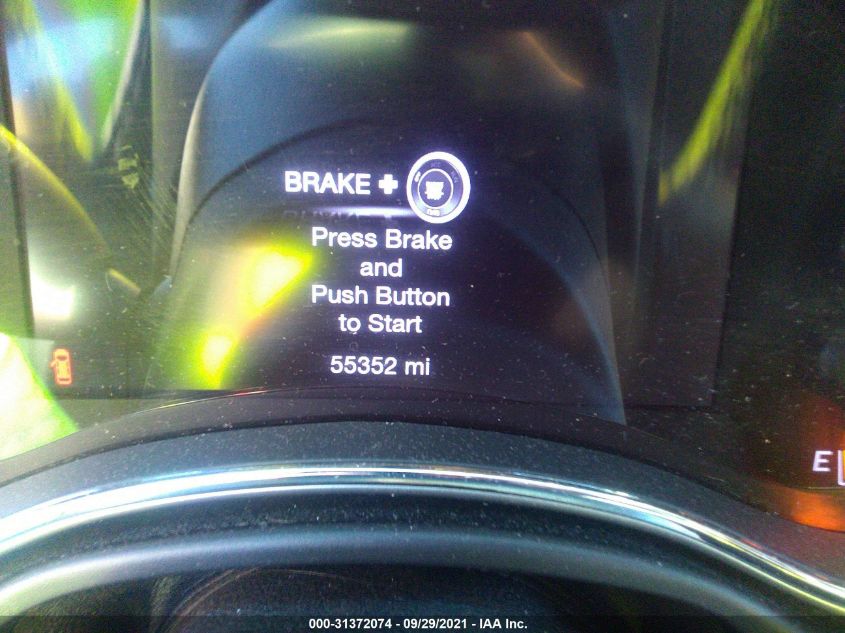 BRAKE +
Press Brake
and
Push Button
to Start
55352 mi
E
000-31372074 - 09/29/2021 - IAA Inc.